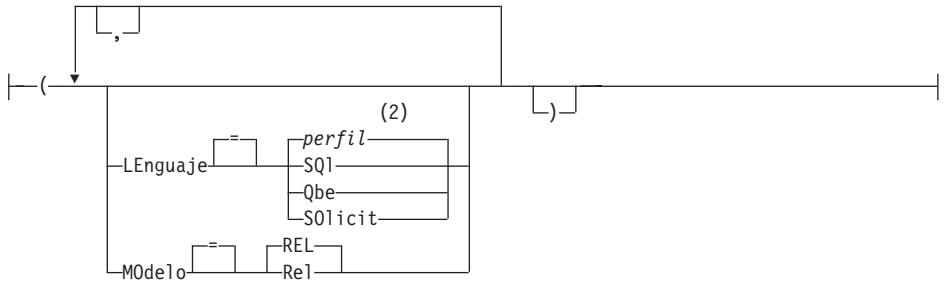 ,
(
(2)
= perfil
LEnguaje SQl )
Qbe
SOlicit
= REL
MOdelo Rel